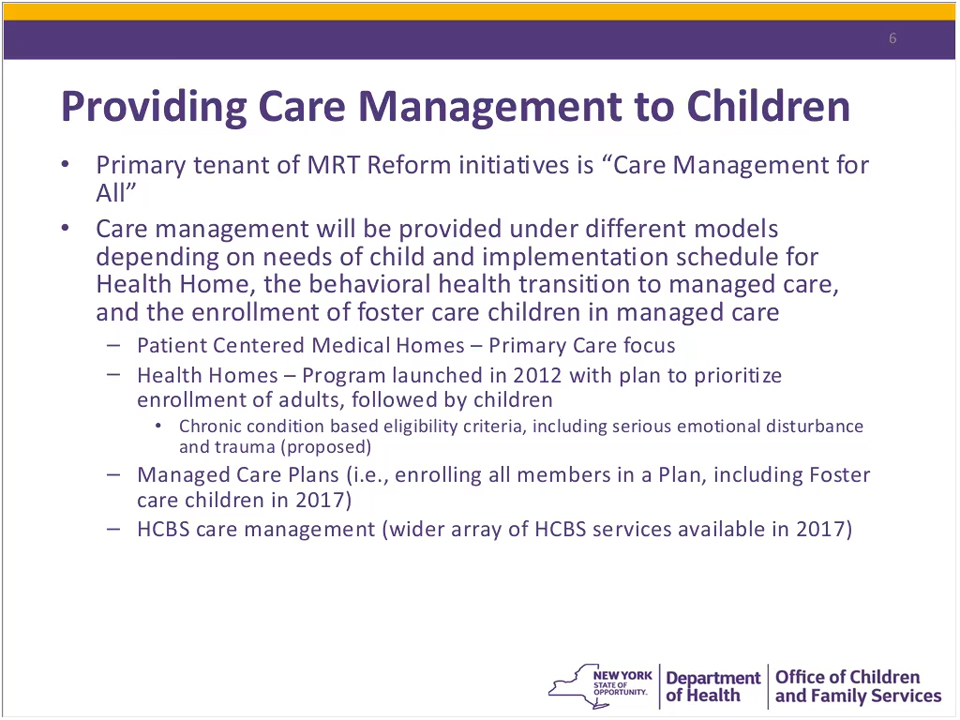 6
Providing Care Management to Children
• Primary tenant of MRT Reform initiatives is “Care Management for
All”
• Care management will be provided under different models
depending on needs of child and implementation schedule for
Health Home, the behavioral health transition to managed care,
and the enrollment of foster care children in managed care
– Patient Centered Medical Homes – Primary Care focus
– Health Homes – Program launched in 2012 with plan to prioritize
enrollment of adults, followed by children
• Chronic condition based eligibility criteria, including serious emotional disturbance
and trauma (proposed)
– Managed Care Plans (i.e., enrolling all members in a Plan, including Foster
care children in 2017)
– HCBS care management (wider array of HCBS services available in 2017)
NEW YORK
STATE OF
OPPORTUNITY.
Department
of Health
Office of Children
and Family Services